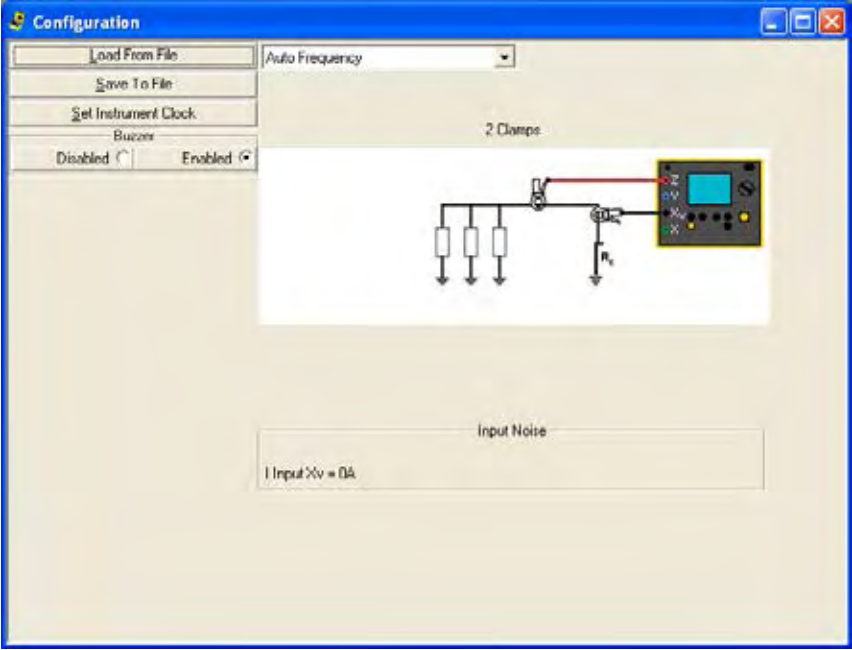 Configuration
Load From File
Save To File
Set Instrument Clock
Buzzer
Disabled
Enabled
Auto Frequency
2 Clamps
Z
Y
Xv
X
Input Noise
I Input Xv = 0A